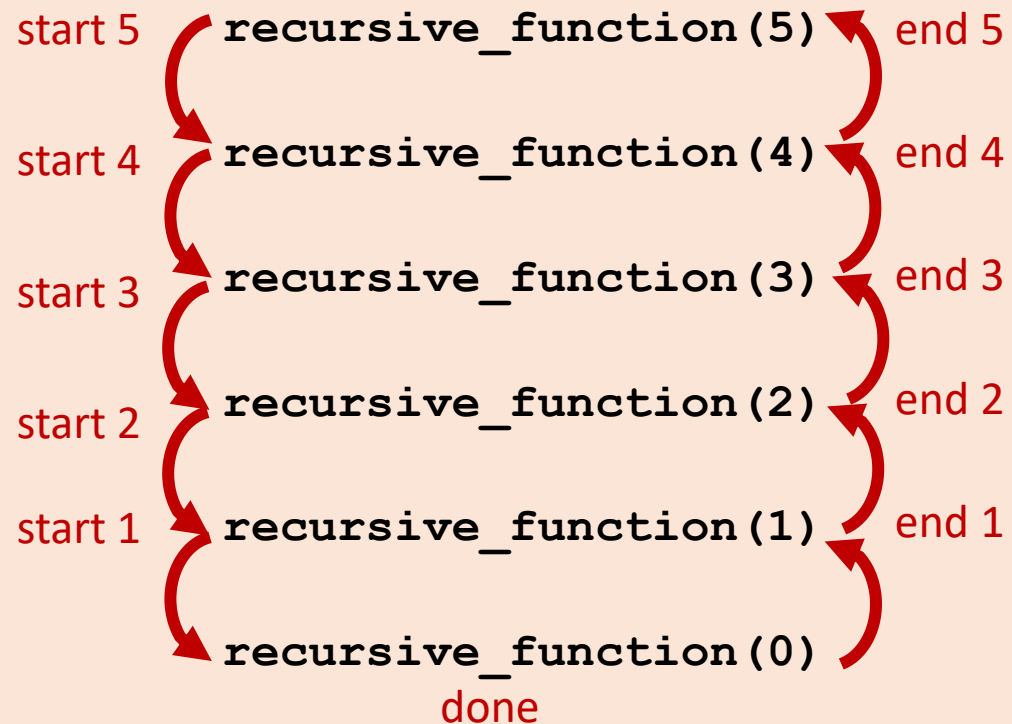 start 5 recursive_function(5) end 5
start 4 recursive_function(4) end 4
start 3 recursive_function(3) end 3
start 2 recursive_function(2) end 2
start 1 recursive_function(1) end 1
recursive_function(0)
done